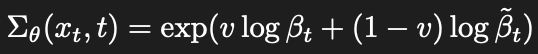 Σ_θ(x_t, t) = exp(v log β_t + (1 − v) log β̃_t)